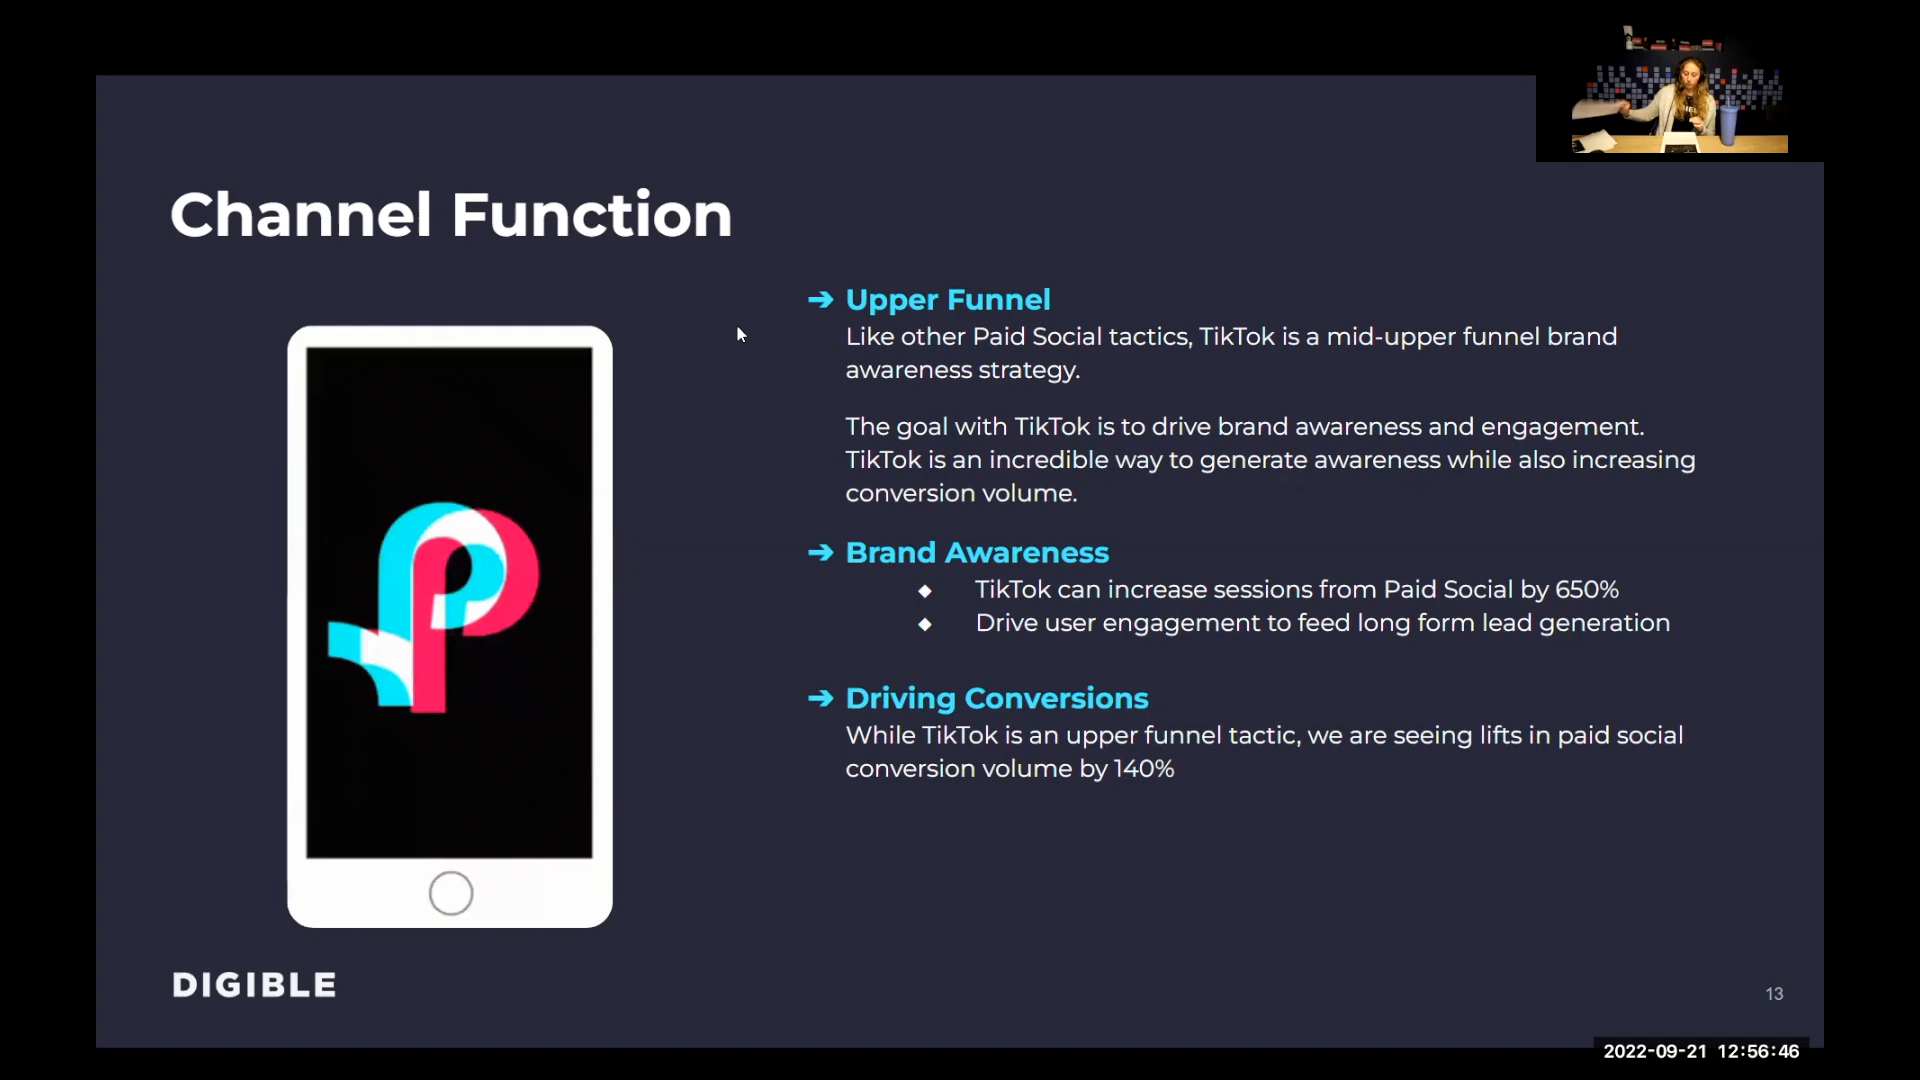 Channel Function
➔ Upper Funnel
Like other Paid Social tactics, TikTok is a mid-upper funnel brand
awareness strategy.
The goal with TikTok is to drive brand awareness and engagement.
TikTok is an incredible way to generate awareness while also increasing
conversion volume.
➔ Brand Awareness
◆ TikTok can increase sessions from Paid Social by 650%
◆ Drive user engagement to feed long form lead generation
➔ Driving Conversions
While TikTok is an upper funnel tactic, we are seeing lifts in paid social
conversion volume by 140%
DIGIBLE
13
2022-09-21 12:56:46